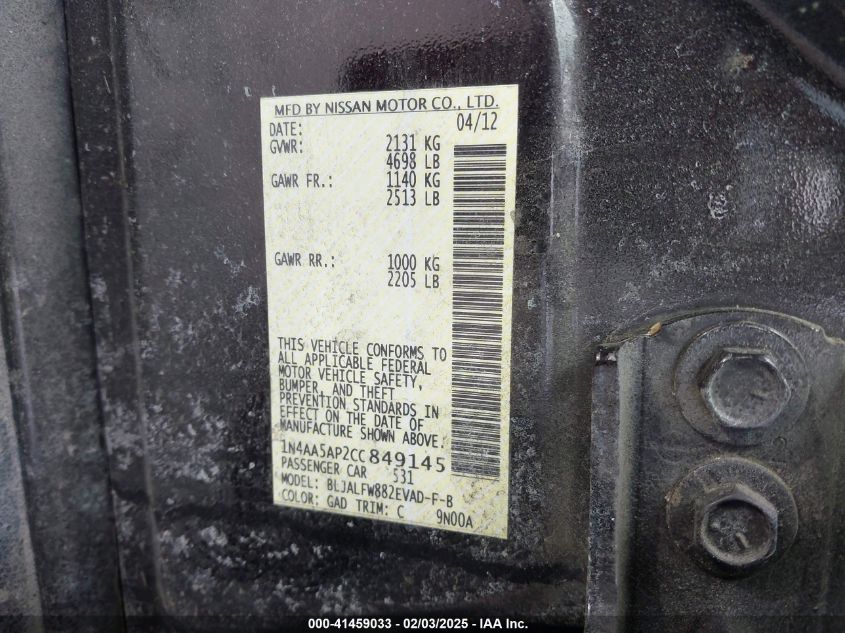 MFD BY NISSAN MOTOR CO., LTD.
DATE: 04/12
GVWR: 2131 KG
4698 LB
GAWR FR.: 1140 KG
2513 LB
GAWR RR.: 1000 KG
2205 LB
THIS VEHICLE CONFORMS TO
ALL APPLICABLE FEDERAL
MOTOR VEHICLE SAFETY,
BUMPER, AND THEFT
PREVENTION STANDARDS IN
EFFECT ON THE DATE OF
MANUFACTURE SHOWN ABOVE.
1N4AA5AP2CC849145
PASSENGER CAR 531
MODEL: BLJALFW882EVAD-F-B
COLOR: GAD TRIM: C 9N00A
000-41459033 - 02/03/2025 - IAA Inc.